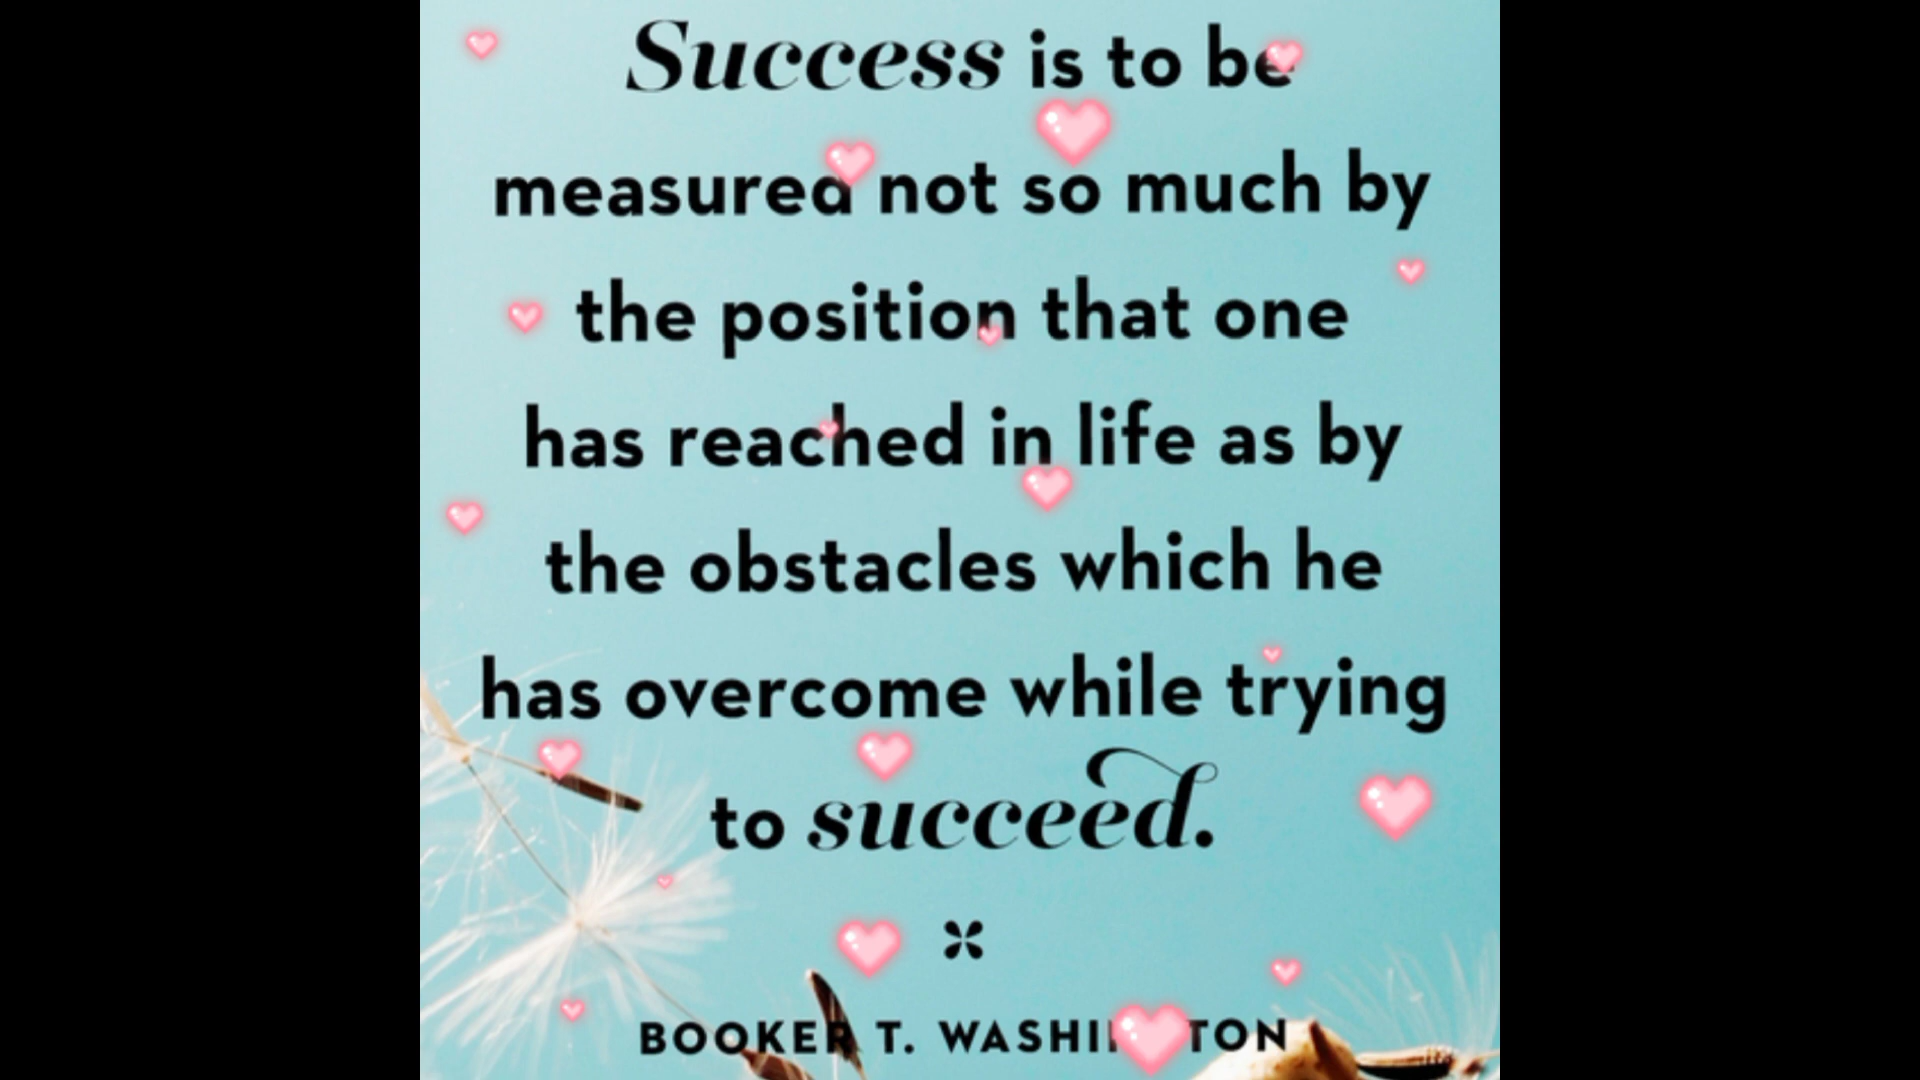 Success is to be
measured not so much by
the position that one
has reached in life as by
the obstacles which he
has overcome while trying
to succeed.
BOOKER T. WASHINGTON